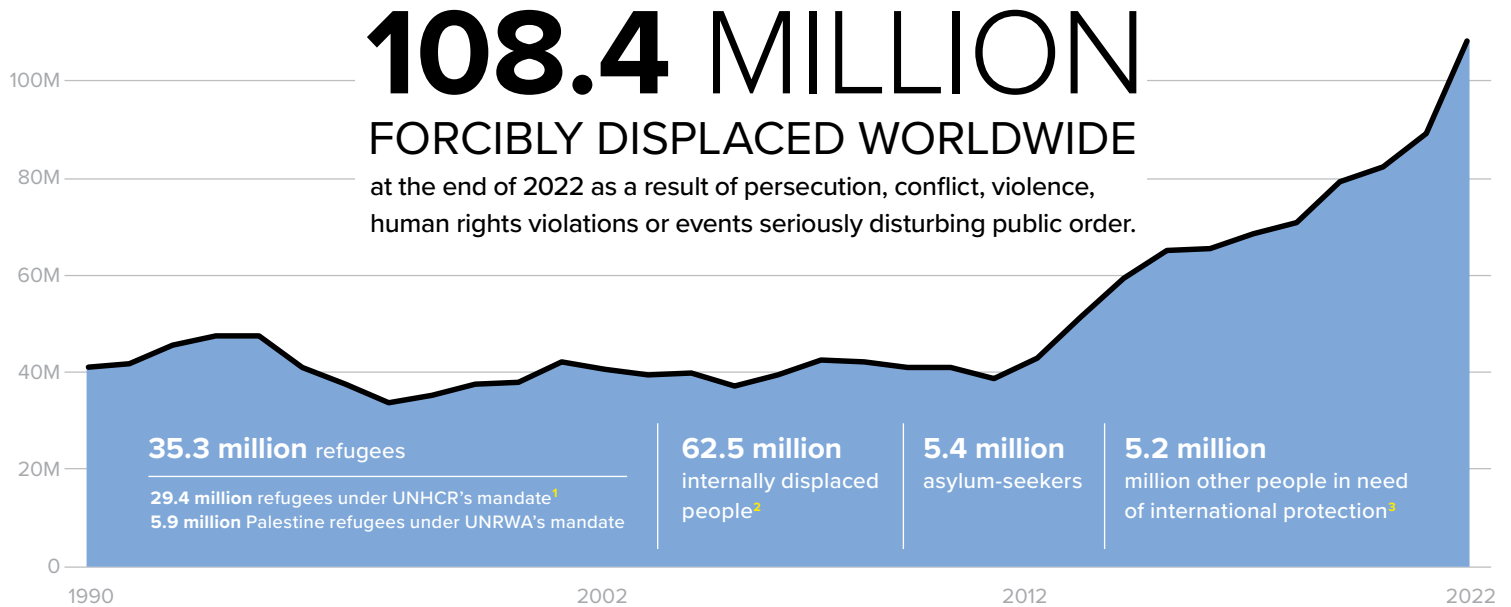 108.4 MILLION
FORCIBLY DISPLACED WORLDWIDE
at the end of 2022 as a result of persecution, conflict, violence,
human rights violations or events seriously disturbing public order.
100M
80M
60M
40M
20M
0
35.3 million refugees
29.4 million refugees under UNHCR’s mandate¹
5.9 million Palestine refugees under UNRWA’s mandate
62.5 million
internally displaced
people²
5.4 million
asylum-seekers
5.2 million
million other people in need
of international protection³
1990
2002
2012
2022